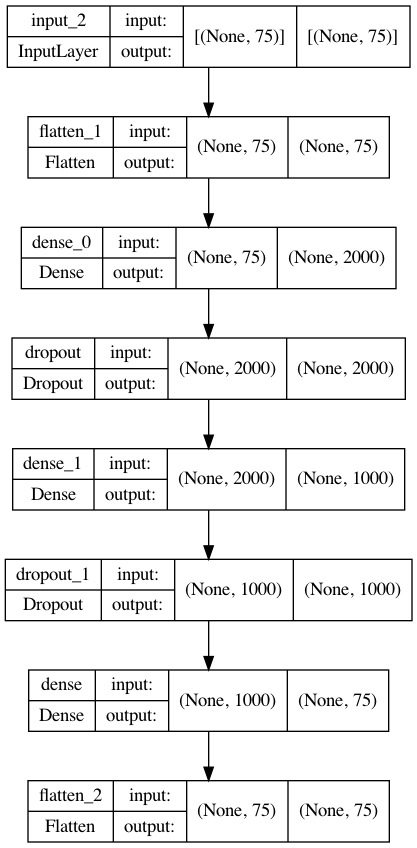 input_2 input: [(None, 75)] [(None, 75)]
InputLayer output:
flatten_1 input: (None, 75) (None, 75)
Flatten output:
dense_0 input: (None, 75) (None, 2000)
Dense output:
dropout input: (None, 2000) (None, 2000)
Dropout output:
dense_1 input: (None, 2000) (None, 1000)
Dense output:
dropout_1 input: (None, 1000) (None, 1000)
Dropout output:
dense input: (None, 1000) (None, 75)
Dense output:
flatten_2 input: (None, 75) (None, 75)
Flatten output: